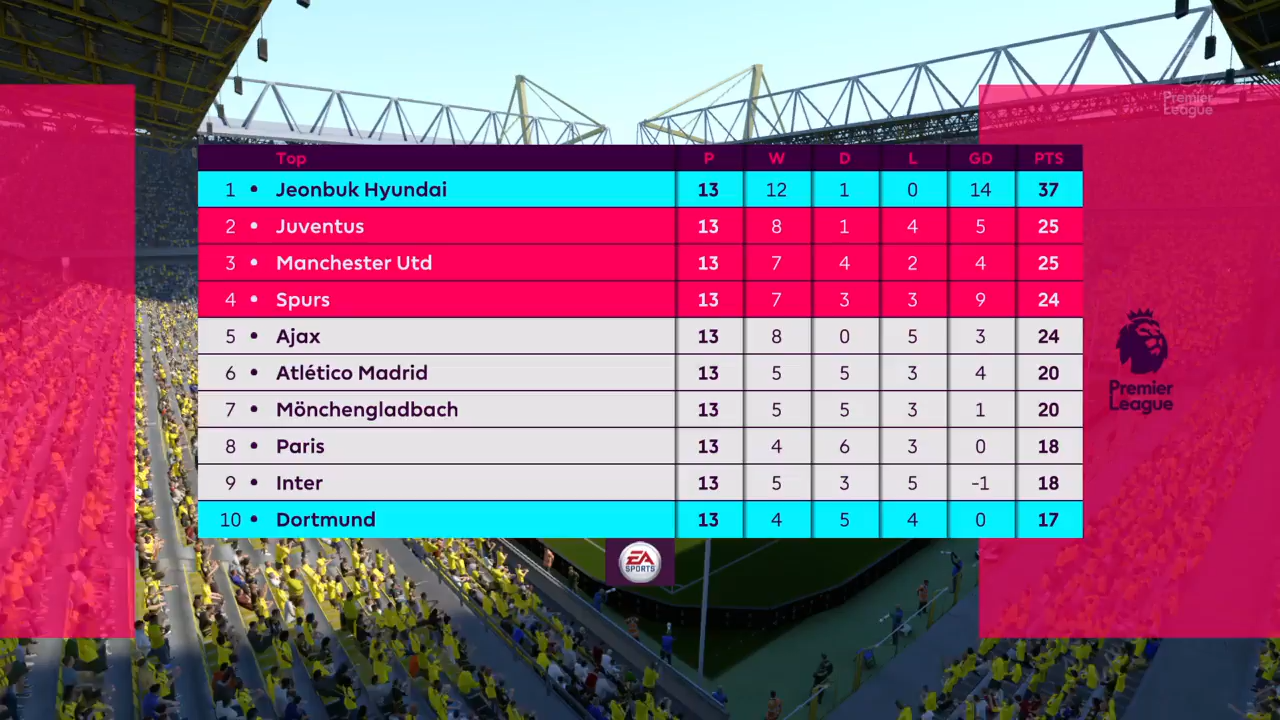 Premier
League
Top P W D L GD PTS
1 • Jeonbuk Hyundai 13 12 1 0 14 37
2 • Juventus 13 8 1 4 5 25
3 • Manchester Utd 13 7 4 2 4 25
4 • Spurs 13 7 3 3 9 24
5 • Ajax 13 8 0 5 3 24
6 • Atlético Madrid 13 5 5 3 4 20
7 • Mönchengladbach 13 5 5 3 1 20
8 • Paris 13 4 6 3 0 18
9 • Inter 13 5 3 5 -1 18
10 • Dortmund 13 4 5 4 0 17
Premier
League
EA
SPORTS